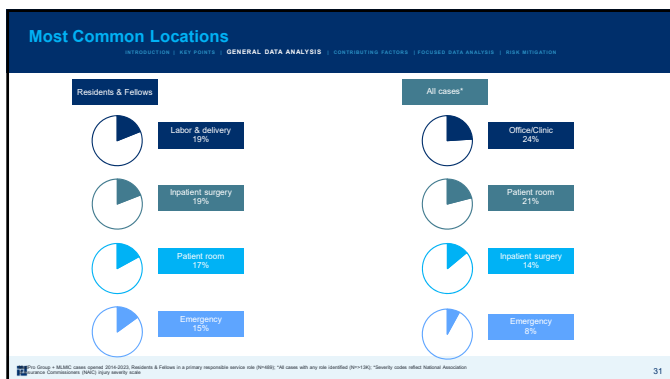 Most Common Locations
INTRODUCTION | KEY POINTS | GENERAL DATA ANALYSIS | CONTRIBUTING FACTORS | FOCUSED DATA ANALYSIS | RISK MITIGATION
Residents & Fellows
Labor & delivery
19%
Inpatient surgery
19%
Patient room
17%
Emergency
15%
All cases*
Office/Clinic
24%
Patient room
21%
Inpatient surgery
14%
Emergency
8%
Pro Group + MLMIC cases opened 2014-2023, Residents & Fellows in a primary responsible service role (N=469); *All cases with any role identified (N=>13K); *Severity codes reflect National Association
surance Commissioners (NAIC) injury severity scale
31